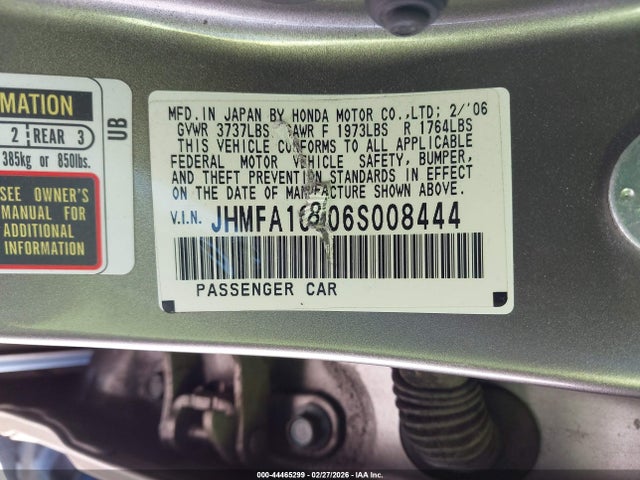 MATION
2 REAR 3
385kg or 850lbs.
SEE OWNER'S
MANUAL FOR
ADDITIONAL
INFORMATION
UB
MFD.IN JAPAN BY HONDA MOTOR CO.,LTD; 2/'06
GVWR 3737LBS GAWR F 1973LBS R 1764LBS
THIS VEHICLE CONFORMS TO ALL APPLICABLE
FEDERAL MOTOR VEHICLE SAFETY, BUMPER,
AND THEFT PREVENTION STANDARDS IN EFFECT
ON THE DATE OF MANUFACTURE SHOWN ABOVE.
V.I.N.
PASSENGER CAR
000-44465299 - 02/27/2026 - IAA Inc.